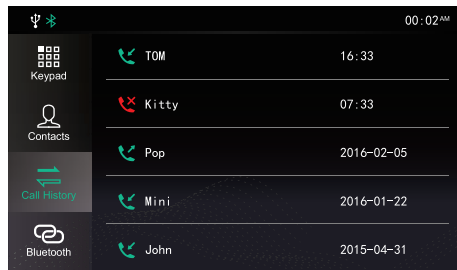 00:02AM
Keypad
Contacts
Call History
Bluetooth
TOM 16:33
Kitty 07:33
Pop 2016-02-05
Mini 2016-01-22
John 2015-04-31